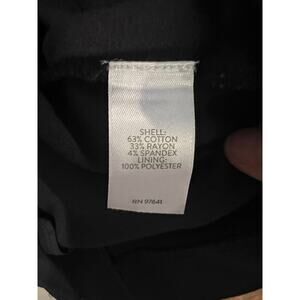 SHELL:
63% COTTON
33% RAYON
4% SPANDEX
LINING:
100% POLYESTER
RN 97641